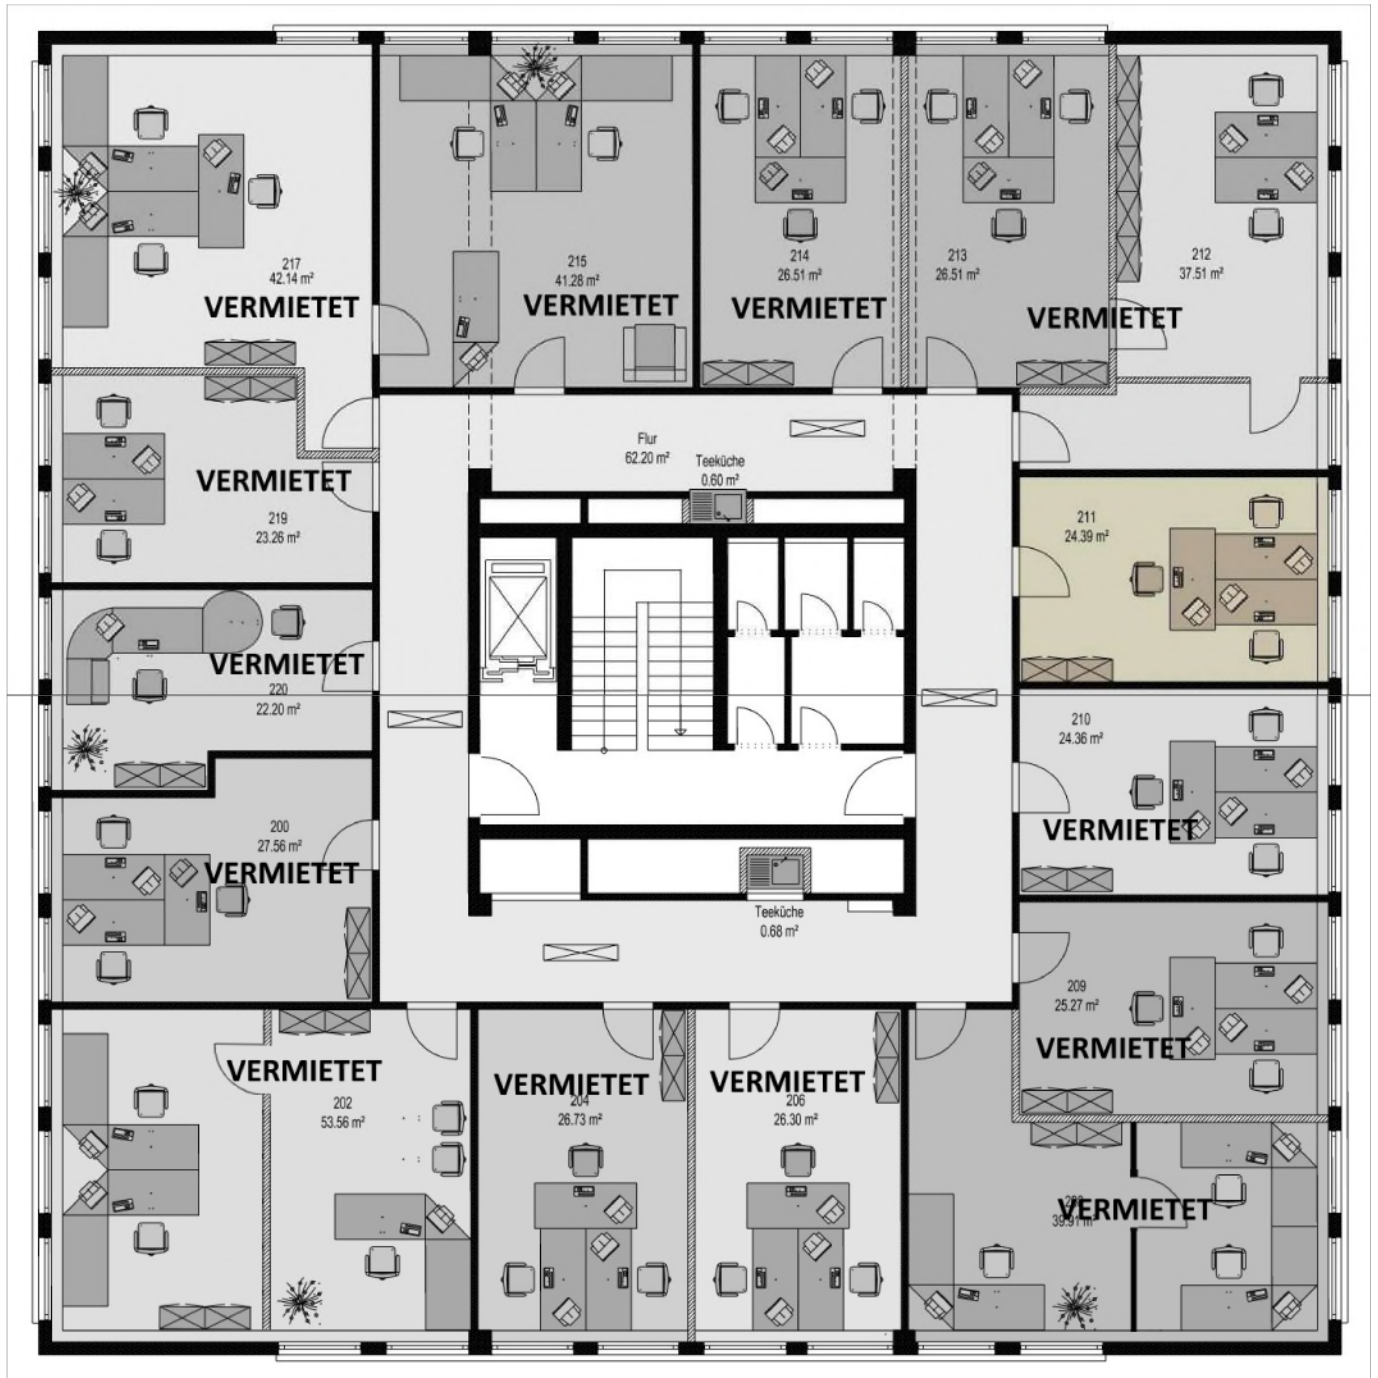 217
42.14 m²
VERMIETET
215
41.28 m²
VERMIETET
214
26.51 m²
VERMIETET
213
26.51 m²
VERMIETET
212
37.51 m²
Flur
62.20 m²
Teeküche
0.60 m²
VERMIETET
219
23.26 m²
211
24.39 m²
VERMIETET
220
22.20 m²
210
24.36 m²
VERMIETET
200
27.56 m²
VERMIETET
Teeküche
0.68 m²
209
25.27 m²
VERMIETET
VERMIETET
202
53.56 m²
VERMIETET
204
26.73 m²
VERMIETET
206
26.30 m²
VERMIETET
39.91 m²